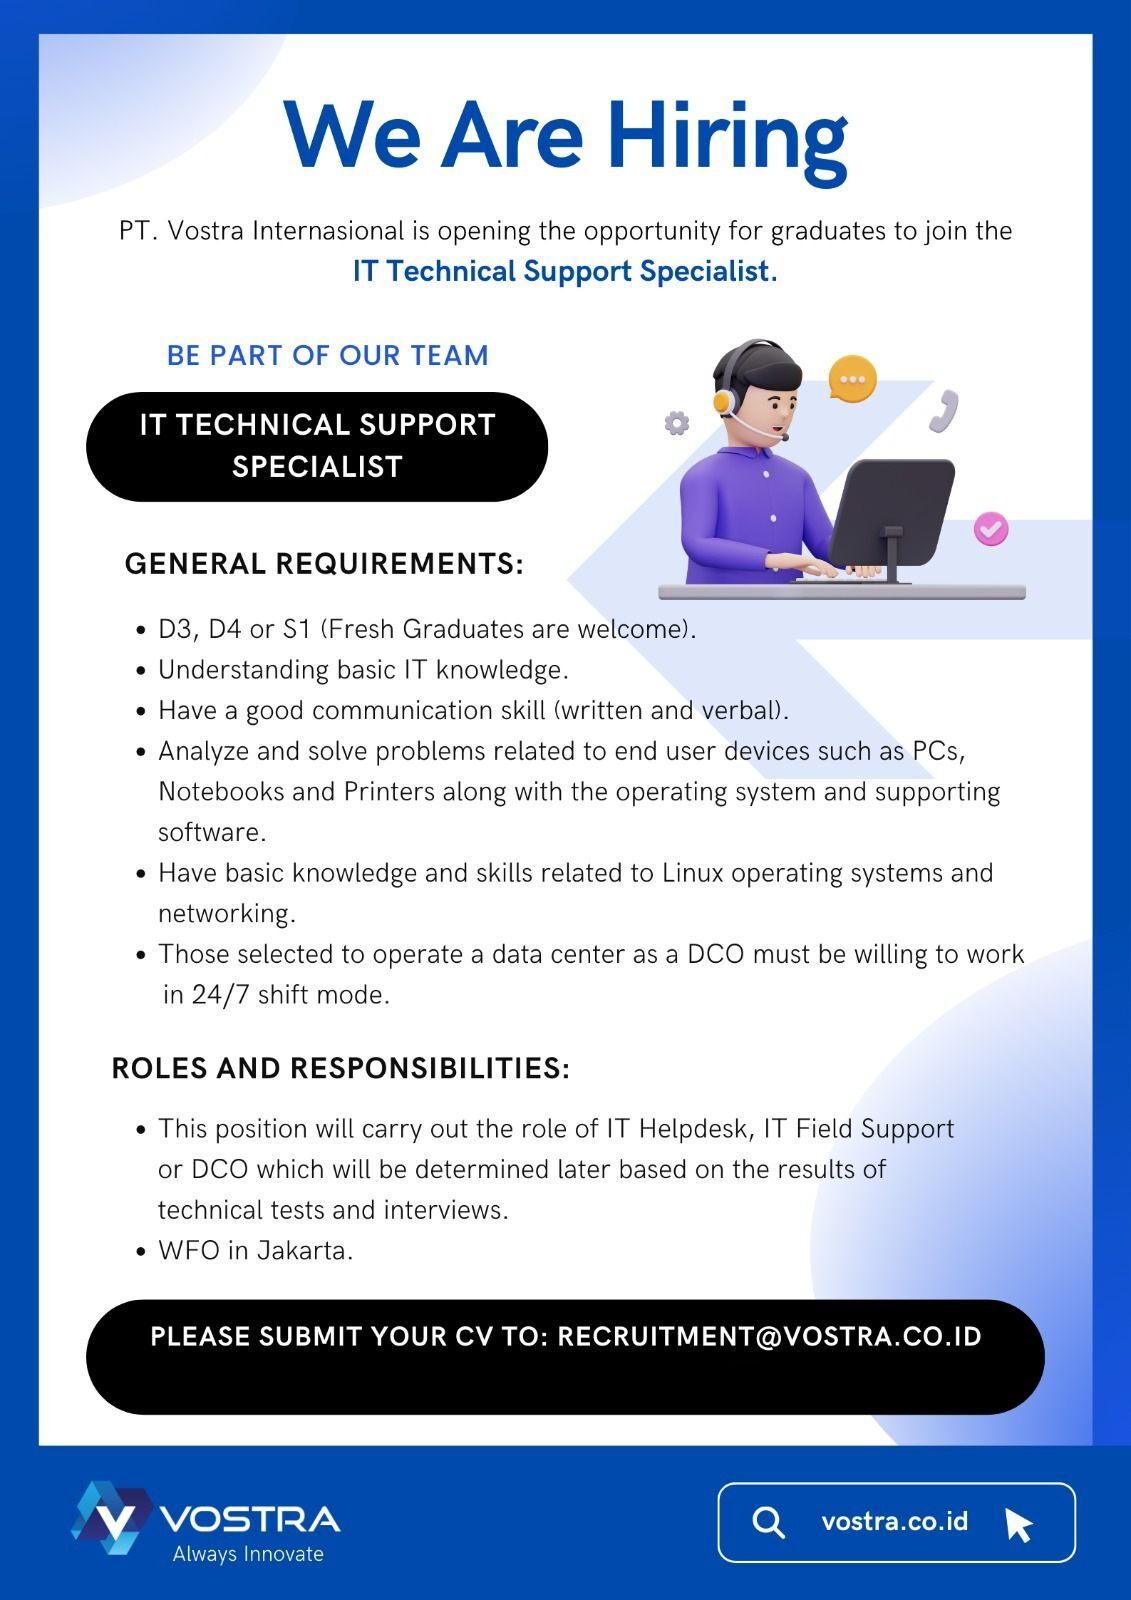 We Are Hiring
PT. Vostra Internasional is opening the opportunity for graduates to join the
IT Technical Support Specialist.
BE PART OF OUR TEAM
IT TECHNICAL SUPPORT
SPECIALIST
GENERAL REQUIREMENTS:
• D3, D4 or S1 (Fresh Graduates are welcome).
• Understanding basic IT knowledge.
• Have a good communication skill (written and verbal).
• Analyze and solve problems related to end user devices such as PCs,
Notebooks and Printers along with the operating system and supporting
software.
• Have basic knowledge and skills related to Linux operating systems and
networking.
• Those selected to operate a data center as a DCO must be willing to work
in 24/7 shift mode.
ROLES AND RESPONSIBILITIES:
• This position will carry out the role of IT Helpdesk, IT Field Support
or DCO which will be determined later based on the results of
technical tests and interviews.
• WFO in Jakarta.
PLEASE SUBMIT YOUR CV TO: RECRUITMENT@VOSTRA.CO.ID
VOSTRA
Always Innovate
vostra.co.id